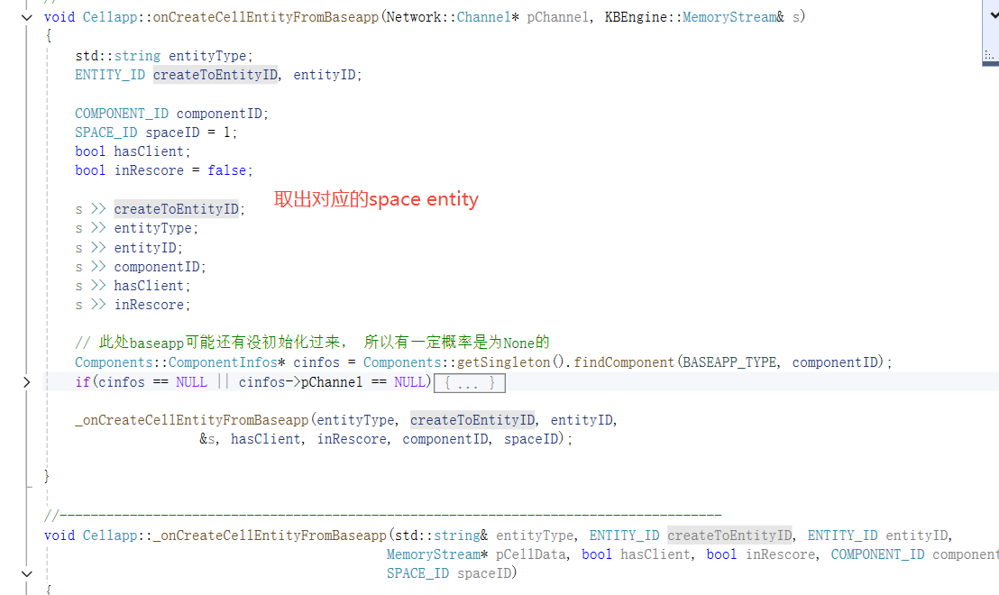 //
void Cellapp::onCreateCellEntityFromBaseapp(Network::Channel* pChannel, KBEngine::MemoryStream& s)
{
    std::string entityType;
    ENTITY_ID createToEntityID, entityID;

    COMPONENT_ID componentID;
    SPACE_ID spaceID = 1;
    bool hasClient;
    bool inRescore = false;

取出对应的space entity
    s >> createToEntityID;
    s >> entityType;
    s >> entityID;
    s >> componentID;
    s >> hasClient;
    s >> inRescore;

    // 此处baseapp可能还有没初始化过来, 所以有一定概率是为None的
    Components::ComponentInfos* cinfos = Components::getSingleton().findComponent(BASEAPP_TYPE, componentID);
    if(cinfos == NULL || cinfos->pChannel == NULL){ ... }

    _onCreateCellEntityFromBaseapp(entityType, createToEntityID, entityID,
                    &s, hasClient, inRescore, componentID, spaceID);

}

//-------------------------------------------------------------------------------------
void Cellapp::_onCreateCellEntityFromBaseapp(std::string& entityType, ENTITY_ID createToEntityID, ENTITY_ID entityID,
                                            MemoryStream* pCellData, bool hasClient, bool inRescore, COMPONENT_ID component
                                            SPACE_ID spaceID)
{